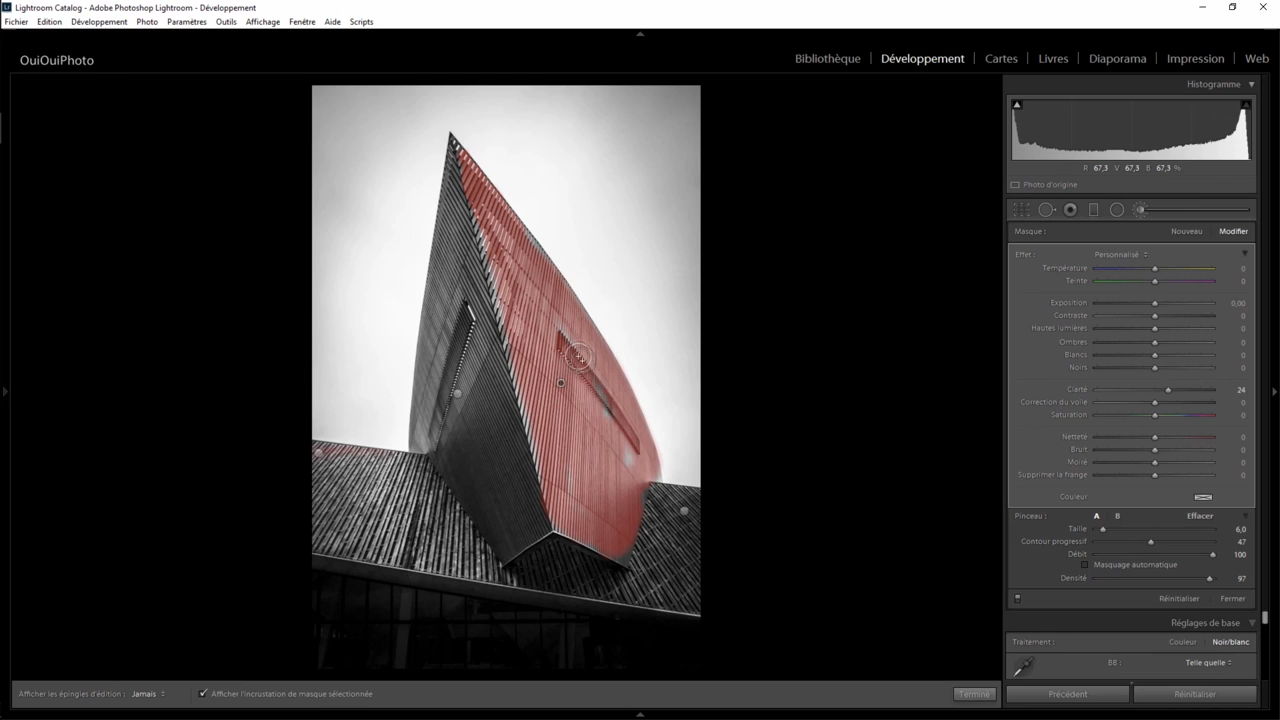 Lightroom Catalog - Adobe Photoshop Lightroom - Développement
Fichier Edition Développement Photo Paramètres Outils Affichage Fenêtre Aide Scripts
OuiOuiPhoto
Bibliothèque Développement Cartes Livres Diaporama Impression Web
Histogramme
R 67,3 V 67,3 B 67,3 %
Photo d'origine
Masque : Nouveau Modifier
Effet : Personnalisé
Température 0
Teinte 0
Exposition 0,00
Contraste 0
Hautes lumières 0
Ombres 0
Blancs 0
Noirs 0
Clarté 24
Correction du voile 0
Saturation 0
Netteté 0
Bruit 0
Moiré 0
Supprimer la frange 0
Couleur
Pinceau : A B Effacer
Taille 6,0
Contour progressif 47
Débit 100
Masquage automatique
Densité 97
Réinitialiser Fermer
Réglages de base
Traitement : Couleur Noir/blanc
BB : Telle quelle
Afficher les épingles d'édition : Jamais Afficher l'incrustation de masque sélectionnée Terminé
Précédent Réinitialiser